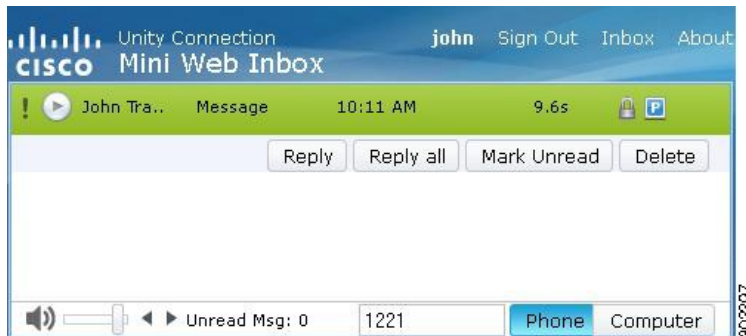 Unity Connection john Sign Out Inbox About
CISCO Mini Web Inbox
! John Tra.. Message 10:11 AM 9.6s P
Reply Reply all Mark Unread Delete
Unread Msg: 0 1221 Phone Computer